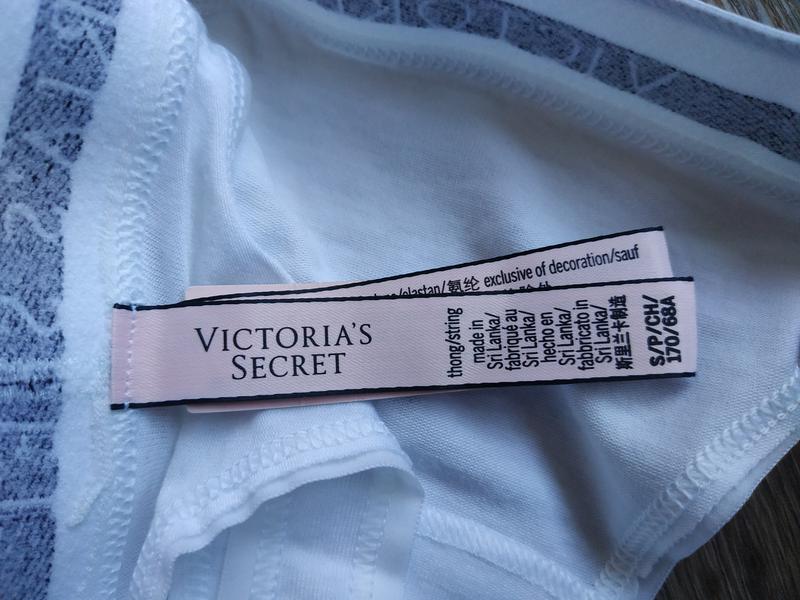 VICTORIA'S
SECRET
thong/string
made in
Sri Lanka/
fabriqué au
Sri Lanka/
hecho en
Sri Lanka/
fabbricato in
Sri Lanka/
斯里兰卡制造
S/P/CH/
170/68A
elastan/氨纶 exclusive of decoration/sauf